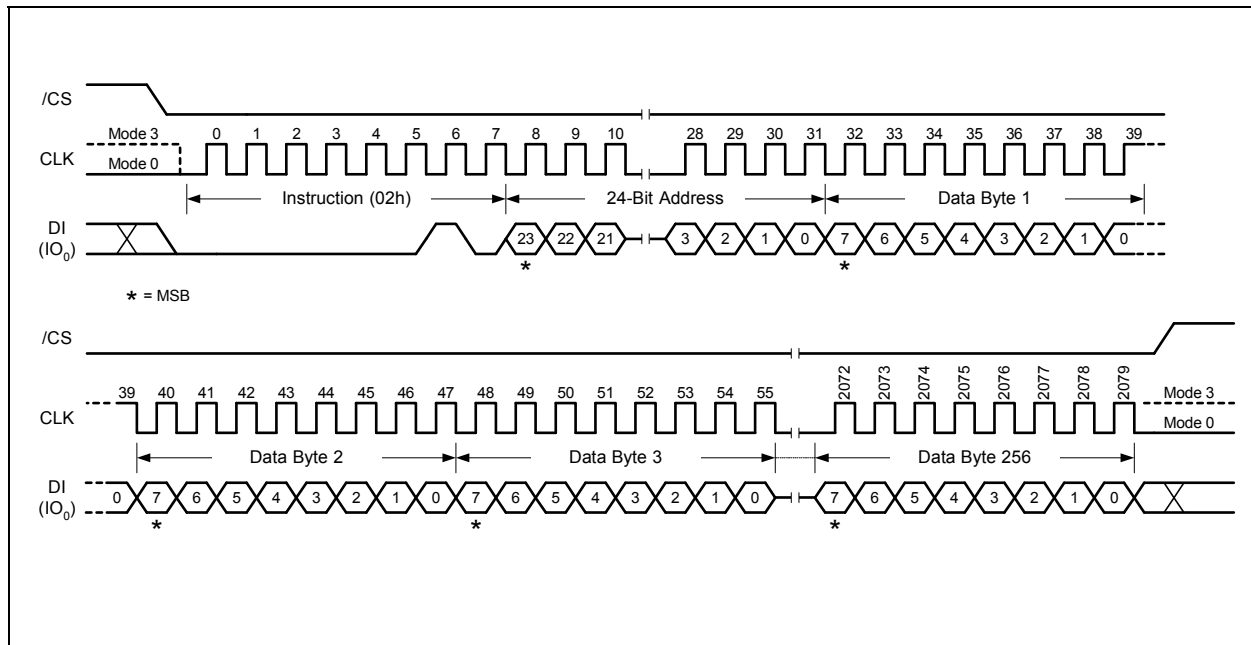 /CS
Mode 3 0 1 2 3 4 5 6 7 8 9 10 28 29 30 31 32 33 34 35 36 37 38 39
CLK Mode 0
Instruction (02h) 24-Bit Address Data Byte 1
DI (IO0) 23 22 21 3 2 1 0 7 6 5 4 3 2 1 0
* *
* = MSB
/CS
39 40 41 42 43 44 45 46 47 48 49 50 51 52 53 54 55 2072 2073 2074 2075 2076 2077 2078 2079 Mode 3
CLK Mode 0
Data Byte 2 Data Byte 3 Data Byte 256
DI (IO0) 0 7 6 5 4 3 2 1 0 7 6 5 4 3 2 1 0 7 6 5 4 3 2 1 0
* * *